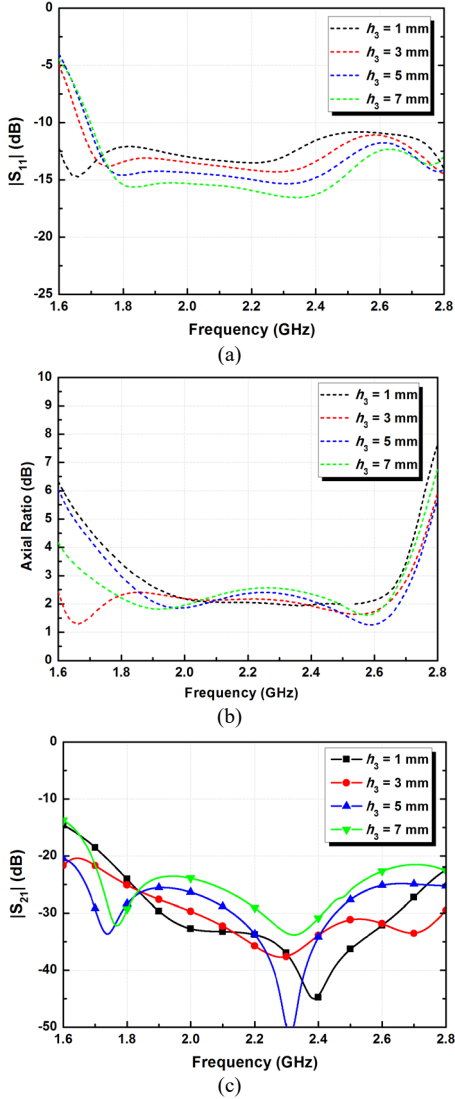 0
-5
-10
-15
-20
-25
|S11| (dB)
h3 = 1 mm
h3 = 3 mm
h3 = 5 mm
h3 = 7 mm
1.6 1.8 2.0 2.2 2.4 2.6 2.8
Frequency (GHz)
(a)
10
9
8
7
6
5
4
3
2
1
0
Axial Ratio (dB)
h3 = 1 mm
h3 = 3 mm
h3 = 5 mm
h3 = 7 mm
1.6 1.8 2.0 2.2 2.4 2.6 2.8
Frequency (GHz)
(b)
0
-10
-20
-30
-40
-50
|S21| (dB)
h3 = 1 mm
h3 = 3 mm
h3 = 5 mm
h3 = 7 mm
1.6 1.8 2.0 2.2 2.4 2.6 2.8
Frequency (GHz)
(c)